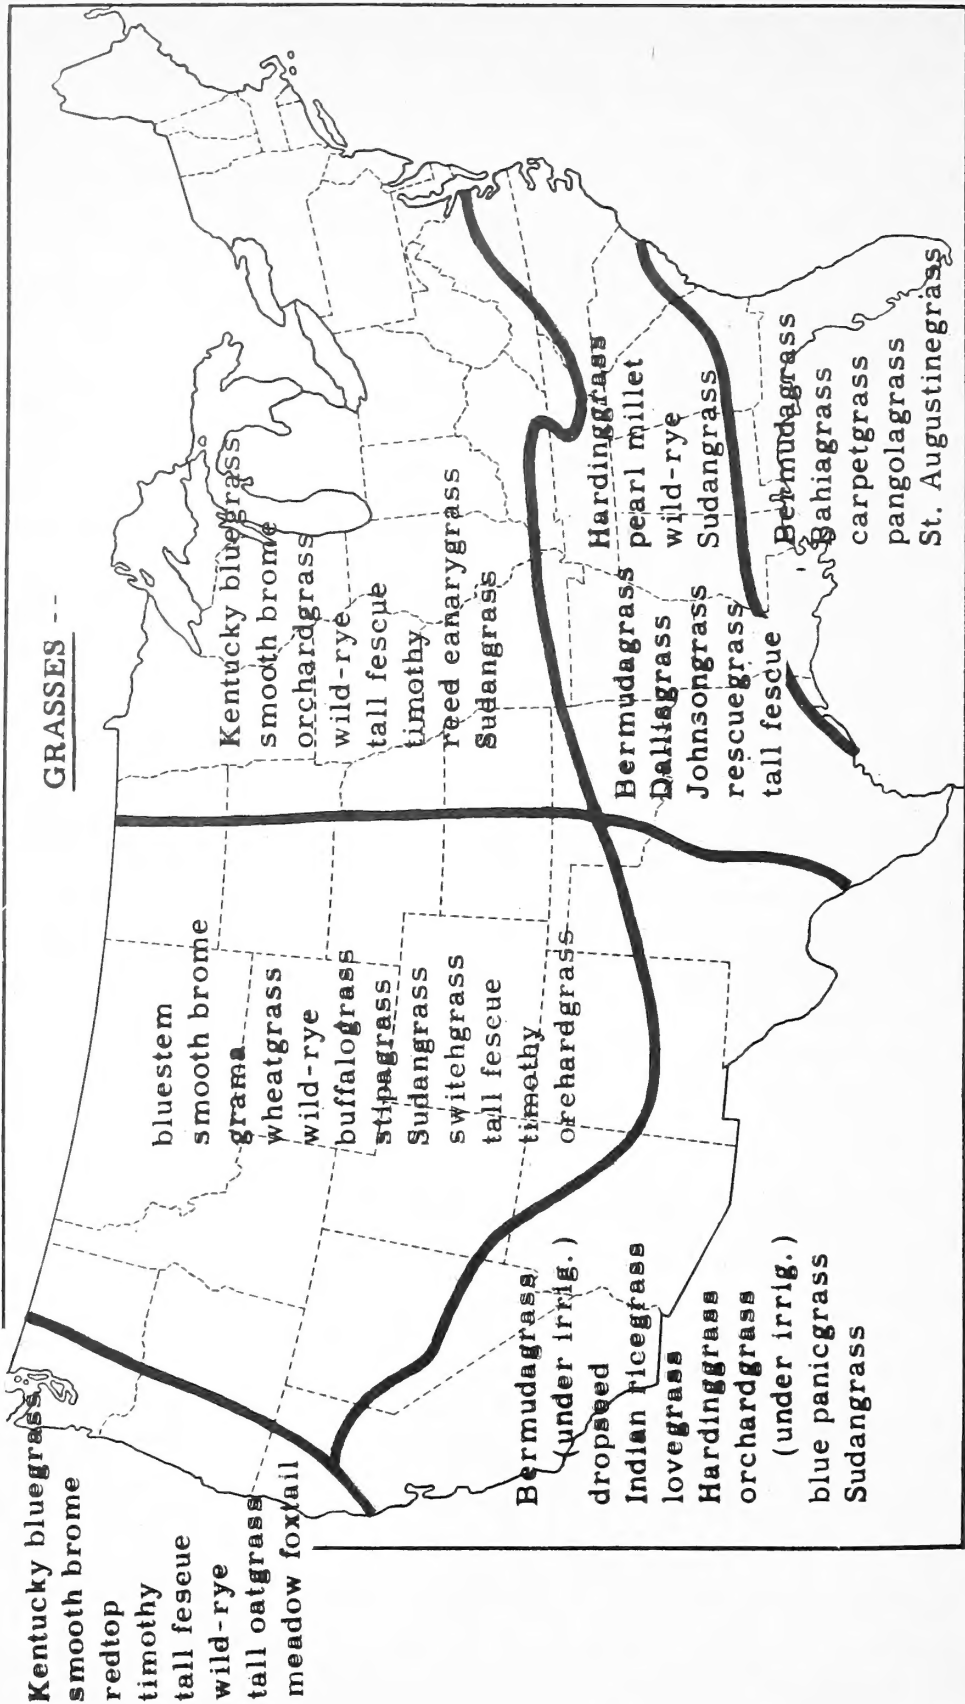 GRASSES --
Kentucky bluegrass
smooth brome
redtop
timothy
tall fescue
wild-rye
tall oatgrass
meadow foxtail
bluestem
smooth brome
grama
wheatgrass
wild-rye
buffalograss
stipagrass
Sudangrass
switchgrass
tall fescue
timothy
orehardgrass
Kentucky bluegrass
smooth brome
orchardgrass
wild-rye
tall fescue
timothy
reed eanarygrass
Sudangrass
Bermudagrass
(under irrig.)
dropseed
Indian ricegrass
lovegrass
Hardinggrass
orchardgrass
(under irrig.)
blue panicgrass
Sudangrass
Bermudagrass
Dallisgrass
Johnsongrass
rescuegrass
tall fescue
Hardinggrass
pearl millet
wild-rye
Sudangrass
Bermudagrass
Bahiagrass
carpetgrass
pangolagrass
St. Augustinegrass